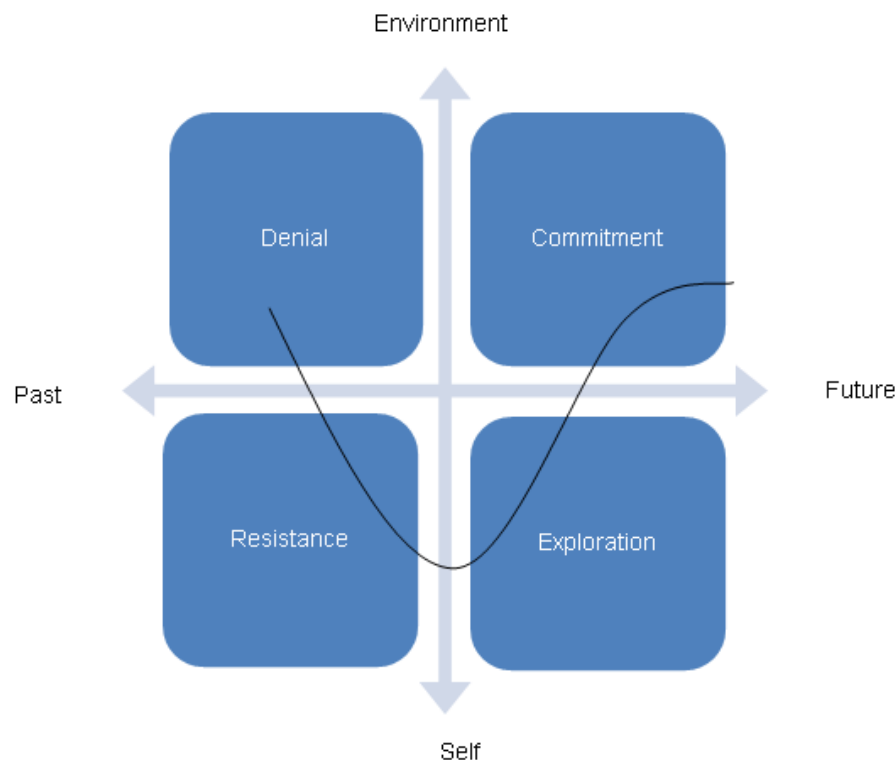 Environment
Denial
Commitment
Past
Future
Resistance
Exploration
Self